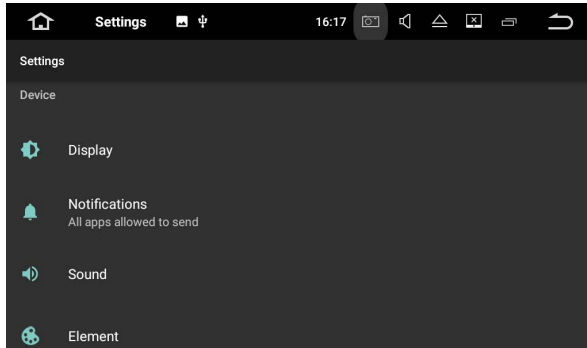 Settings 16:17
Settings
Device
Display
Notifications
All apps allowed to send
Sound
Element